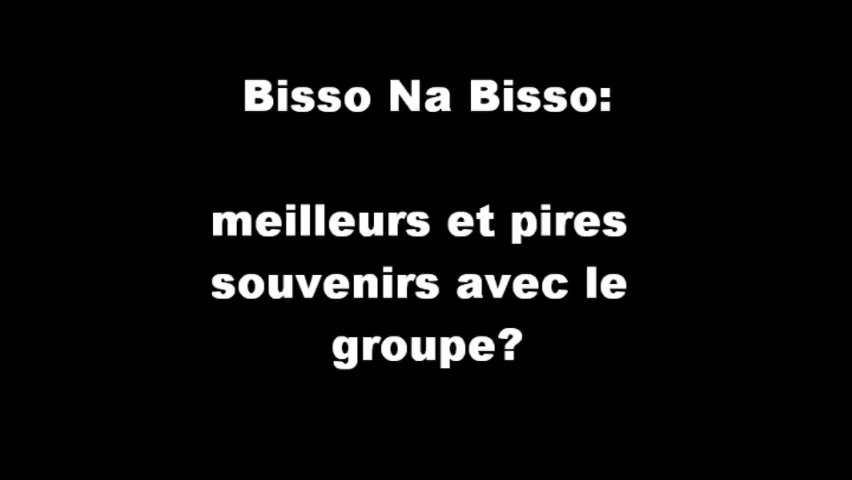 Bisso Na Bisso:
meilleurs et pires
souvenirs avec le
groupe?